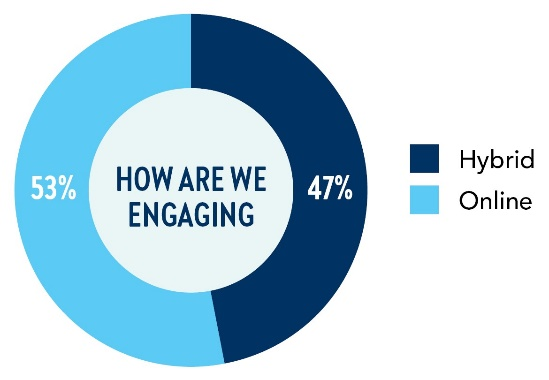 53%
HOW ARE WE
ENGAGING
47%
Hybrid
Online